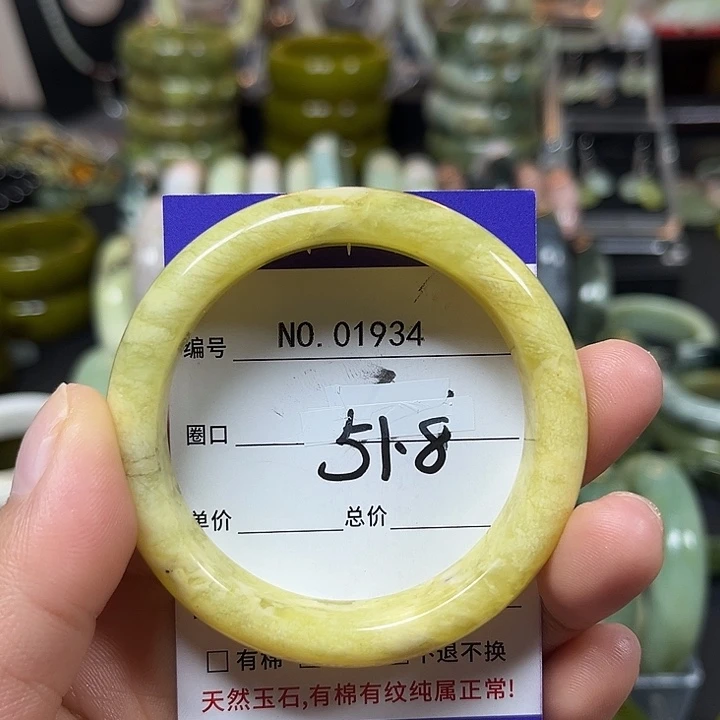 编号 NO.01934
圈口 51.8
单价 总价
□ 有棉 不退不换
天然玉石,有棉有纹纯属正常!